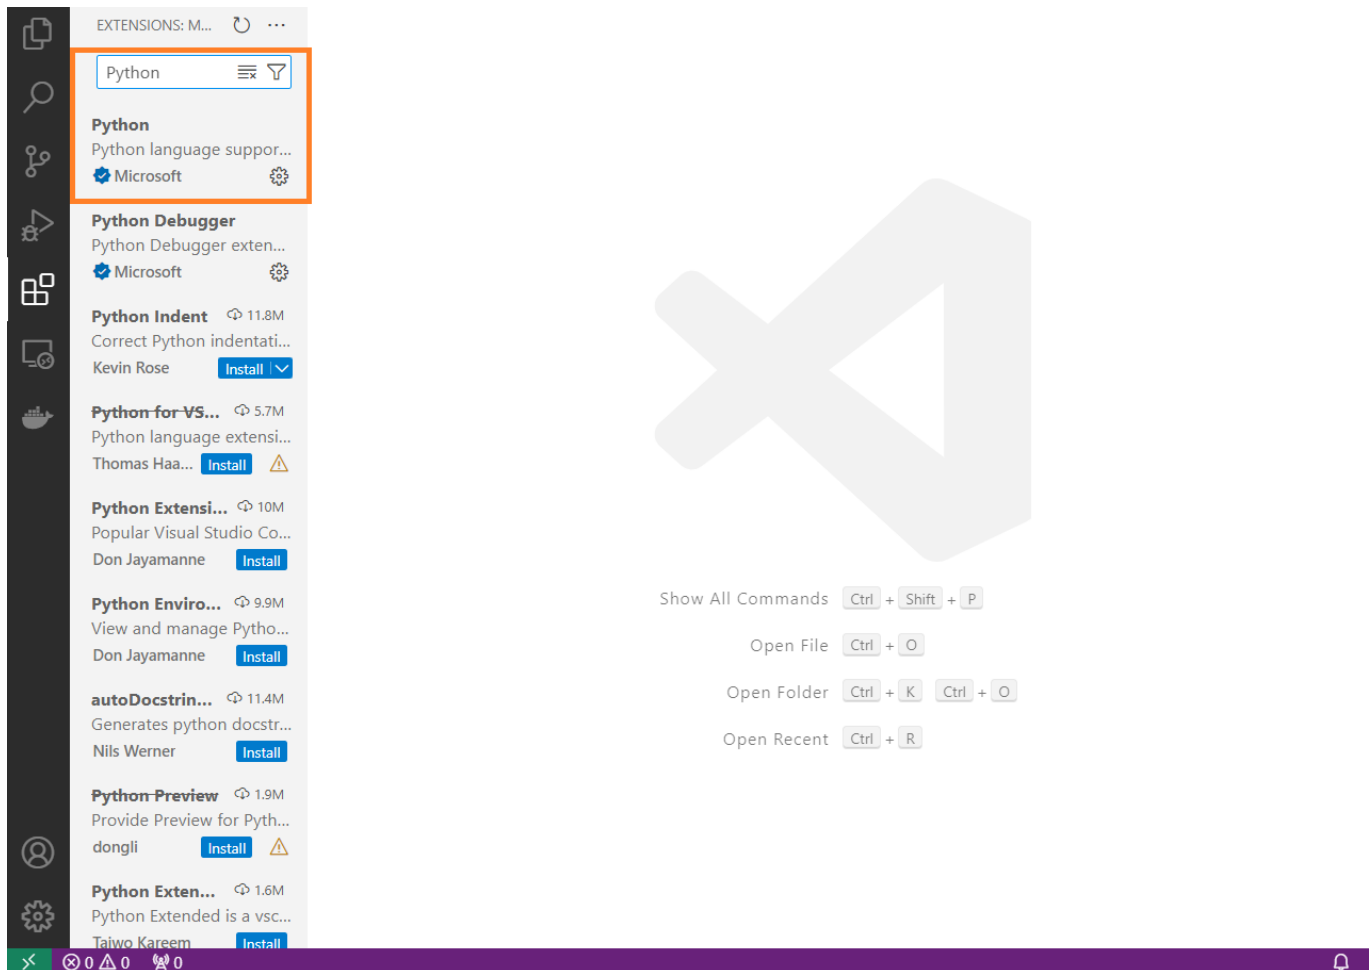 EXTENSIONS: M...
Python
Python
Python language suppor...
Microsoft
Python Debugger
Python Debugger exten...
Microsoft
Python Indent 11.8M
Correct Python indentati...
Kevin Rose Install
Python for VS... 5.7M
Python language extensi...
Thomas Haa... Install
Python Extensi... 10M
Popular Visual Studio Co...
Don Jayamanne Install
Python Enviro... 9.9M
View and manage Pytho...
Don Jayamanne Install
autoDocstrin... 11.4M
Generates python docstr...
Nils Werner Install
Python Preview 1.9M
Provide Preview for Pyth...
dongli Install
Python Exten... 1.6M
Python Extended is a vsc...
Taiwo Kareem Install
Show All Commands Ctrl + Shift + P
Open File Ctrl + O
Open Folder Ctrl + K Ctrl + O
Open Recent Ctrl + R
0 0 0